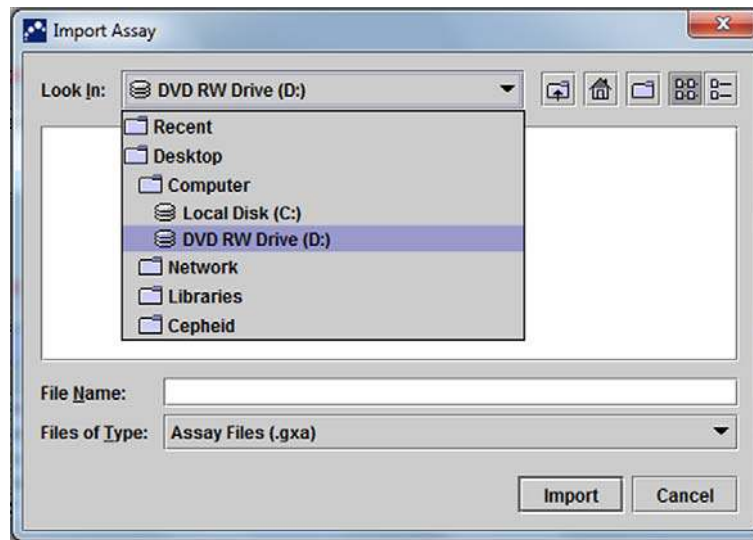 Import Assay
Look In: DVD RW Drive (D:)
Recent
Desktop
Computer
Local Disk (C:)
DVD RW Drive (D:)
Network
Libraries
Cepheid
File Name:
Files of Type: Assay Files (.gxa)
Import Cancel